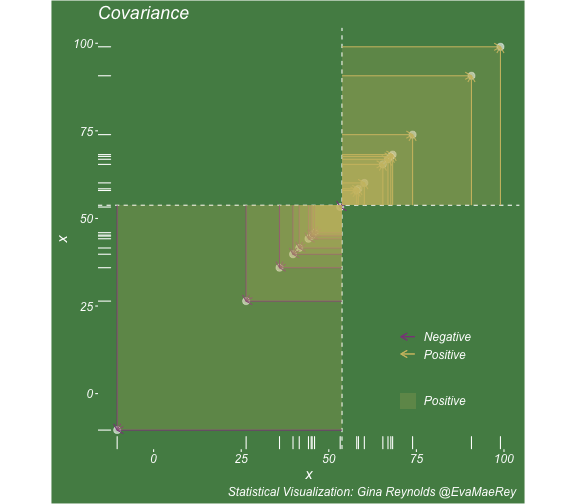 Covariance
100
75
50
25
0
x
Negative
Positive
Positive
0 25 50 75 100
x
Statistical Visualization: Gina Reynolds @EvaMaeRey